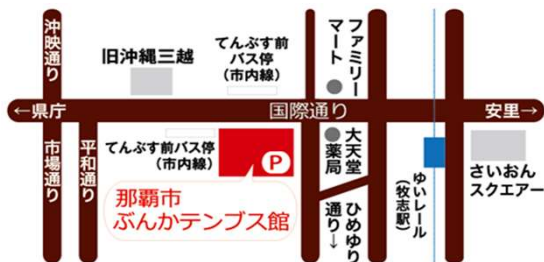 沖映通り
旧沖縄三越
てんぶす前
バス停
(市内線)
ファミリー
マート
←県庁
国際通り
安里→
市場通り
平和通り
てんぶす前バス停
(市内線)
P
大天堂
薬局
ゆいレール
(牧志駅)
さいおん
スクエアー
那覇市
ぶんかテンブス館
ひめゆり
通り→